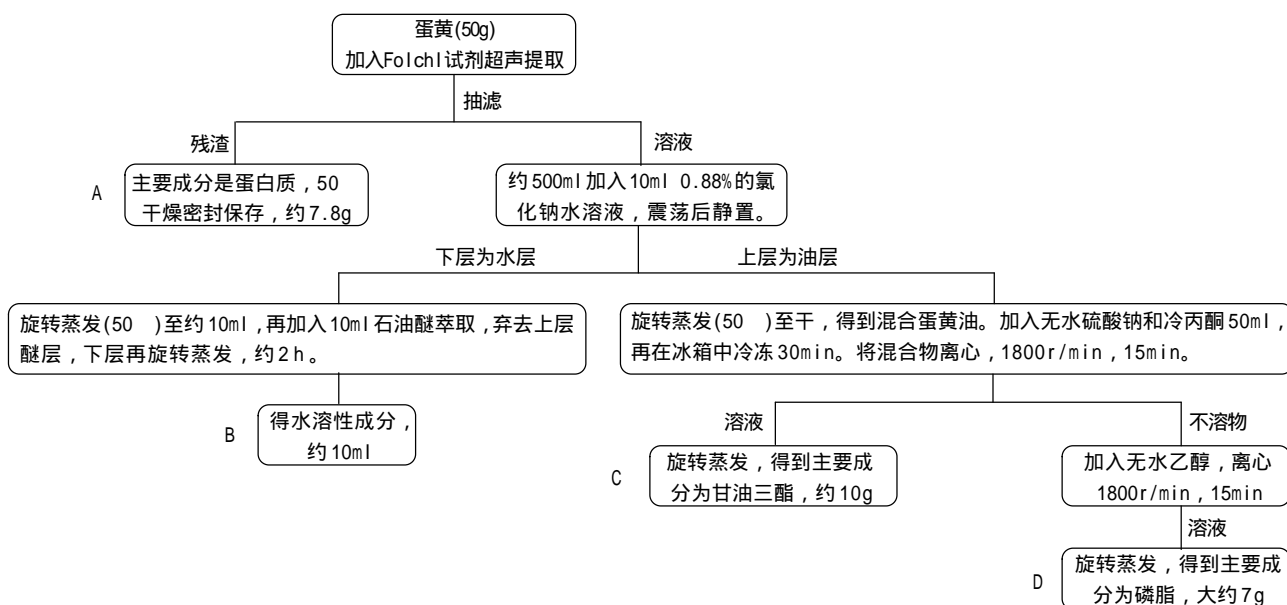 蛋黄(50g)
加入Folchl试剂超声提取
抽滤
残渣
溶液
A
主要成分是蛋白质，50
干燥密封保存，约7.8g
约500ml加入10ml 0.88%的氯
化钠水溶液，震荡后静置。
下层为水层
上层为油层
旋转蒸发(50 )至约10ml，再加入10ml石油醚萃取，弃去上层
醚层，下层再旋转蒸发，约2h。
旋转蒸发(50 )至干，得到混合蛋黄油。加入无水硫酸钠和冷丙酮50ml，
再在冰箱中冷冻30min。将混合物离心，1800r/min，15min。
B
得水溶性成分，
约10ml
溶液
不溶物
C
旋转蒸发，得到主要成
分为甘油三酯，约10g
加入无水乙醇，离心
1800r/min，15min
溶液
D
旋转蒸发，得到主要成
分为磷脂，大约7g